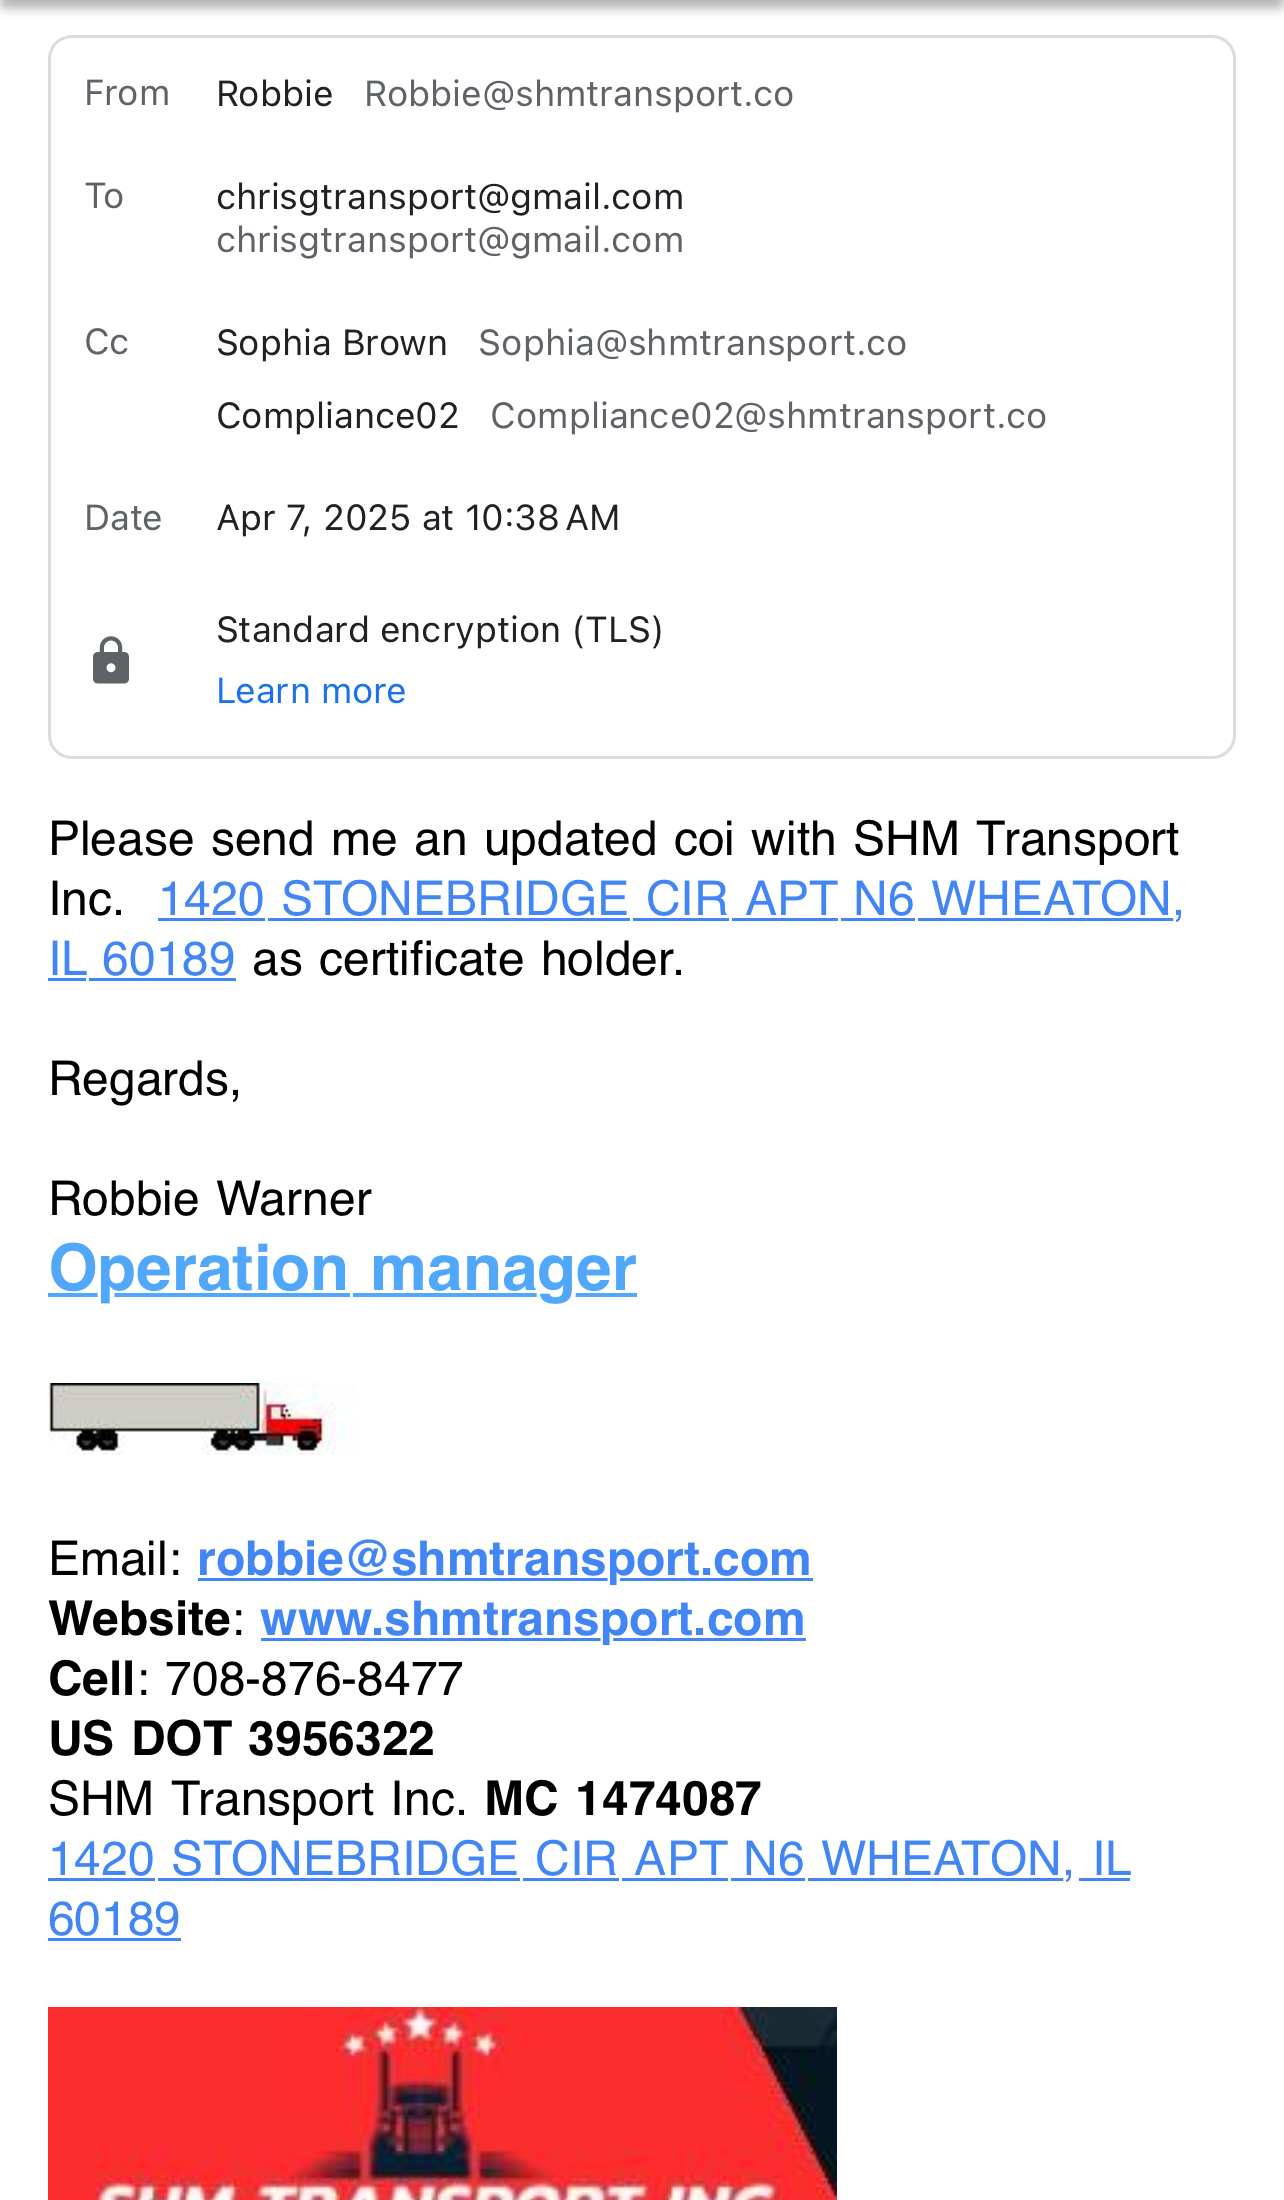 From Robbie Robbie@shmtransport.co
To chrisgtransport@gmail.com
chrisgtransport@gmail.com
Cc Sophia Brown Sophia@shmtransport.co
Compliance02 Compliance02@shmtransport.co
Date Apr 7, 2025 at 10:38 AM
Standard encryption (TLS)
Learn more
Please send me an updated coi with SHM Transport
Inc. 1420 STONEBRIDGE CIR APT N6 WHEATON,
IL 60189 as certificate holder.
Regards,
Robbie Warner
Operation manager
Email: robbie@shmtransport.com
Website: www.shmtransport.com
Cell: 708-876-8477
US DOT 3956322
SHM Transport Inc. MC 1474087
1420 STONEBRIDGE CIR APT N6 WHEATON, IL
60189
SHM TRANSPORT INC